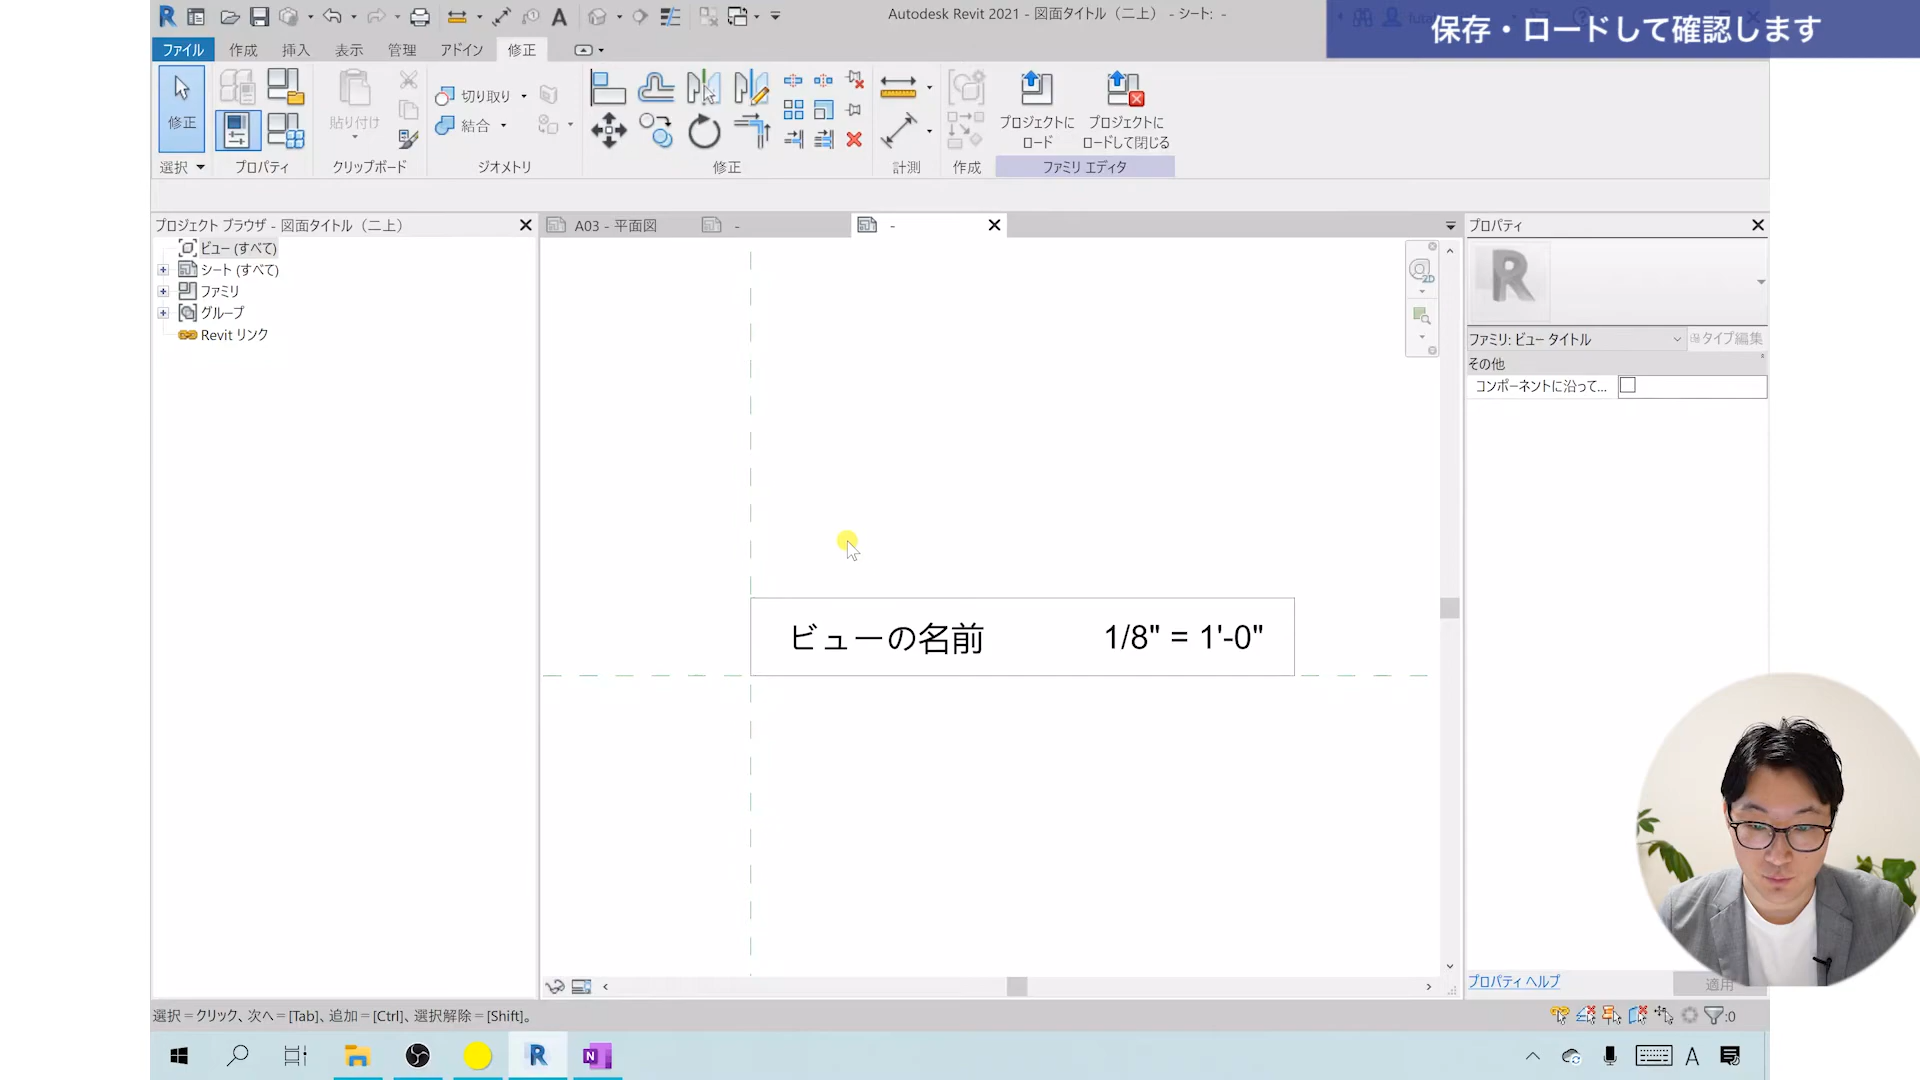 Autodesk Revit 2021 - 図面タイトル（二上） - シート: -
保存・ロードして確認します
ファイル 作成 挿入 表示 管理 アドイン 修正
修正
貼り付け
切り取り
結合
プロジェクトに
ロード
プロジェクトに
ロードして閉じる
選択 プロパティ クリップボード ジオメトリ 修正 計測 作成 ファミリ エディタ
プロジェクト ブラウザ - 図面タイトル（二上）
ビュー (すべて)
シート (すべて)
ファミリ
グループ
Revit リンク
A03 - 平面図
-
-
2D
ビューの名前 1/8" = 1'-0"
プロパティ
R
ファミリ: ビュー タイトル
タイプ編集
その他
コンポーネントに沿って...
プロパティ ヘルプ
適用
選択＝クリック、次へ＝[Tab]、追加＝[Ctrl]、選択解除＝[Shift]。
:0
R
N
A